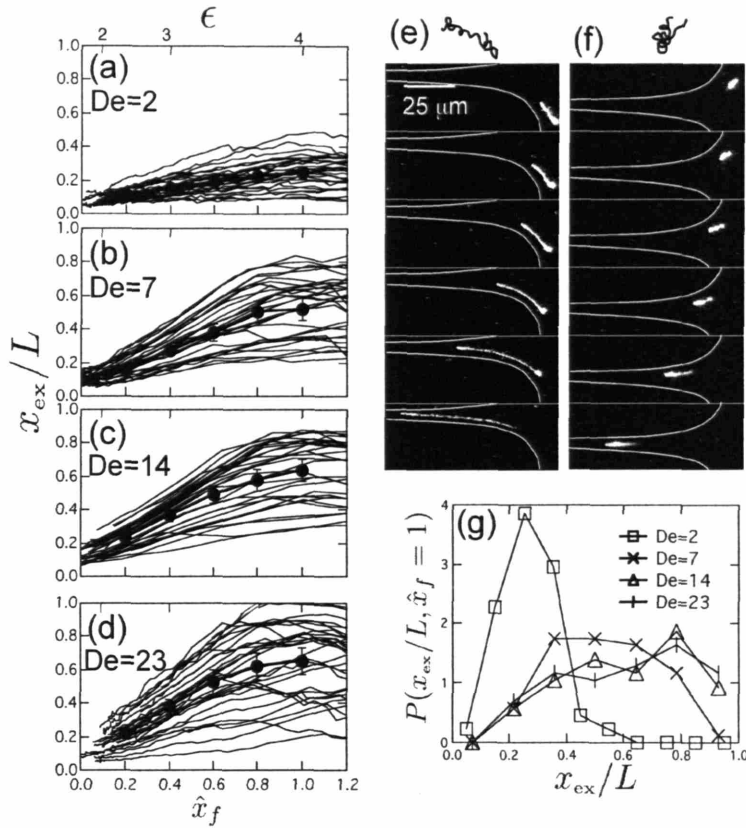 ϵ
2 3 4
(a)
De=2
1.0
0.8
0.6
0.4
0.2
0.0
(b)
De=7
1.0
0.8
0.6
0.4
0.2
0.0
(c)
De=14
1.0
0.8
0.6
0.4
0.2
0.0
(d)
De=23
1.0
0.8
0.6
0.4
0.2
0.0
0.0 0.2 0.4 0.6 0.8 1.0 1.2
x̂_f
x_ex/L
(e)
25 μm
(f)
(g)
De=2
De=7
De=14
De=23
4
3
2
1
0
0.0 0.2 0.4 0.6 0.8 1.0
x_ex/L
P(x_ex/L, x̂_f = 1)